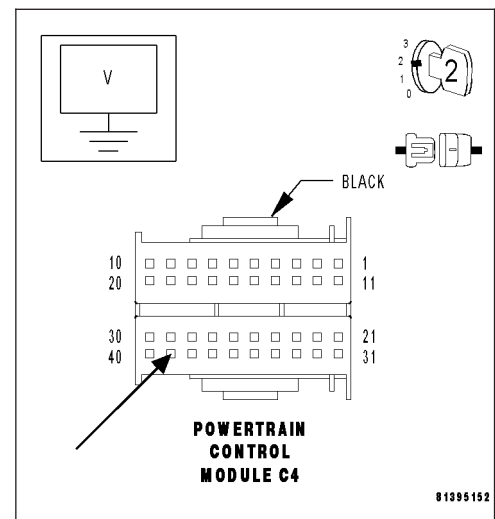 V
3
2
1
0
2
BLACK
10 1
20 11
30 21
40 31
POWERTRAIN
CONTROL
MODULE C4
81395152